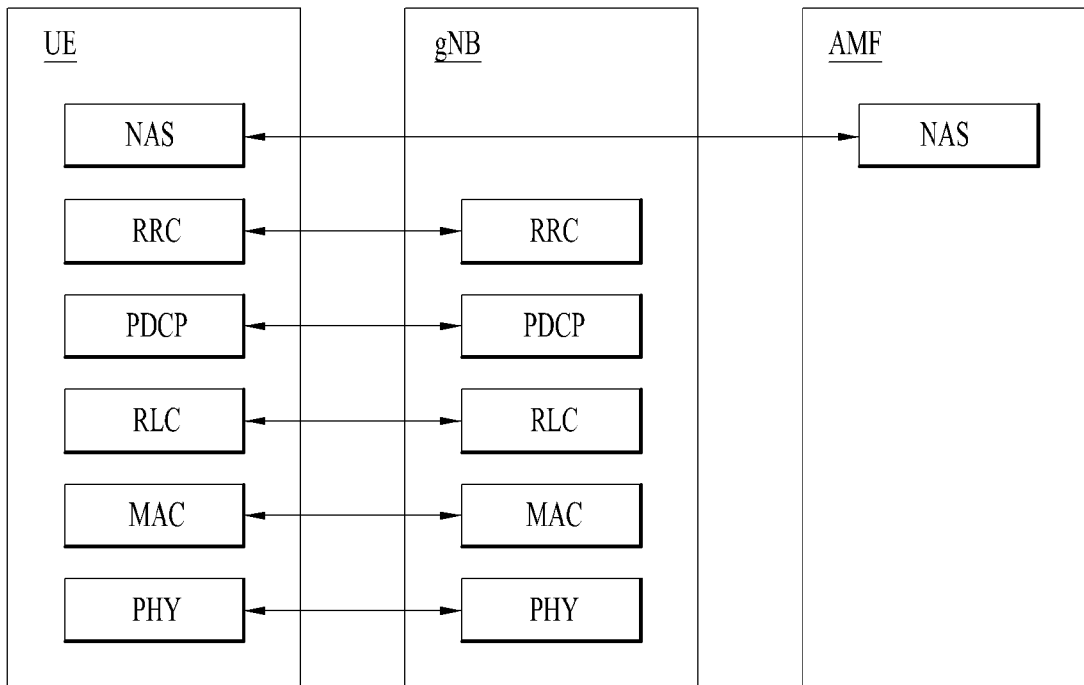 UE gNB AMF
NAS NAS
RRC RRC
PDCP PDCP
RLC RLC
MAC MAC
PHY PHY